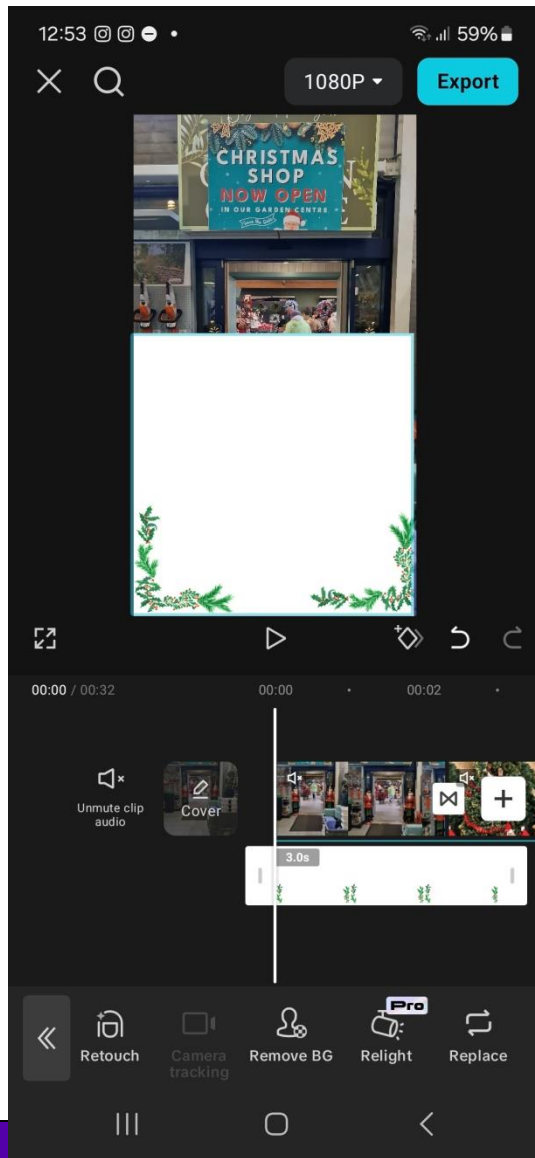 12:53
59%
1080P
Export
CHRISTMAS
SHOP
NOW OPEN
IN OUR GARDEN CENTRE
00:00 / 00:32
00:00
00:02
Unmute clip
audio
Cover
3.0s
Retouch
Camera
tracking
Remove BG
Pro
Relight
Replace